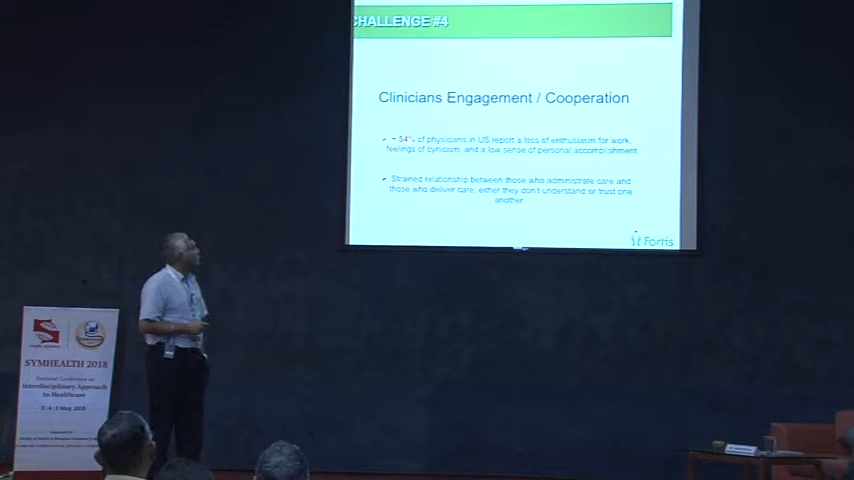 CHALLENGE #4
Clinicians Engagement / Cooperation
~ 54% of physicians in US report a loss of enthusiasm for work,
feelings of cynicism, and a low sense of personal accomplishment
Strained relationship between those who administrate care and
those who deliver care, either they don't understand or trust one
another
Fortis
SYMHEALTH 2018
National Conference on
Interdisciplinary Approach
to Healthcare